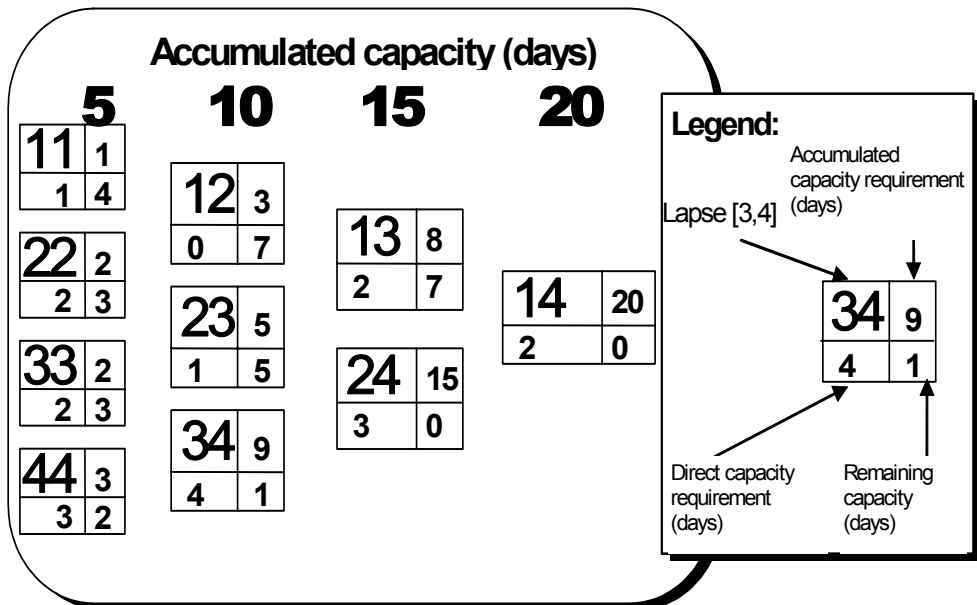 Accumulated capacity (days)
5 10 15 20
11 1
1 4
22 2
2 3
33 2
2 3
44 3
3 2
12 3
0 7
23 5
1 5
34 9
4 1
13 8
2 7
24 15
3 0
14 20
2 0
Legend:
Accumulated
capacity requirement
(days)
Lapse [3,4]
34 9
4 1
Direct capacity
requirement
(days)
Remaining
capacity
(days)